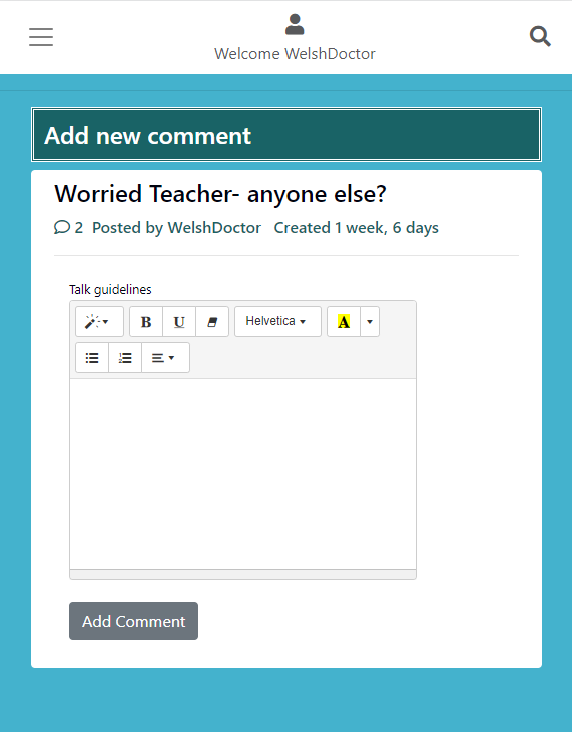 Welcome WelshDoctor
Add new comment
Worried Teacher- anyone else?
2 Posted by WelshDoctor Created 1 week, 6 days
Talk guidelines
B U Helvetica A
Add Comment